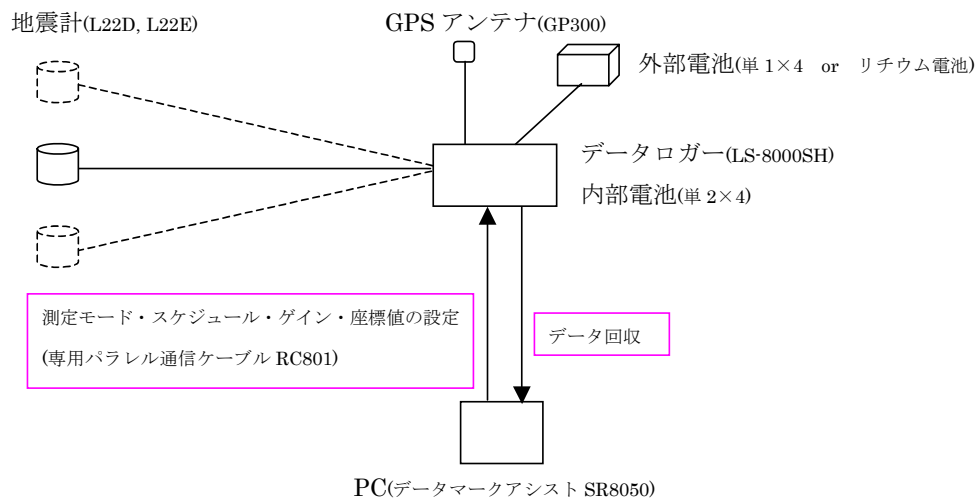 地震計(L22D, L22E)
GPS アンテナ(GP300)
外部電池(単 1×4　or　リチウム電池)
データロガー(LS-8000SH)
内部電池(単 2×4)
測定モード・スケジュール・ゲイン・座標値の設定
(専用パラレル通信ケーブル RC801)
データ回収
PC(データマークアシスト SR8050)